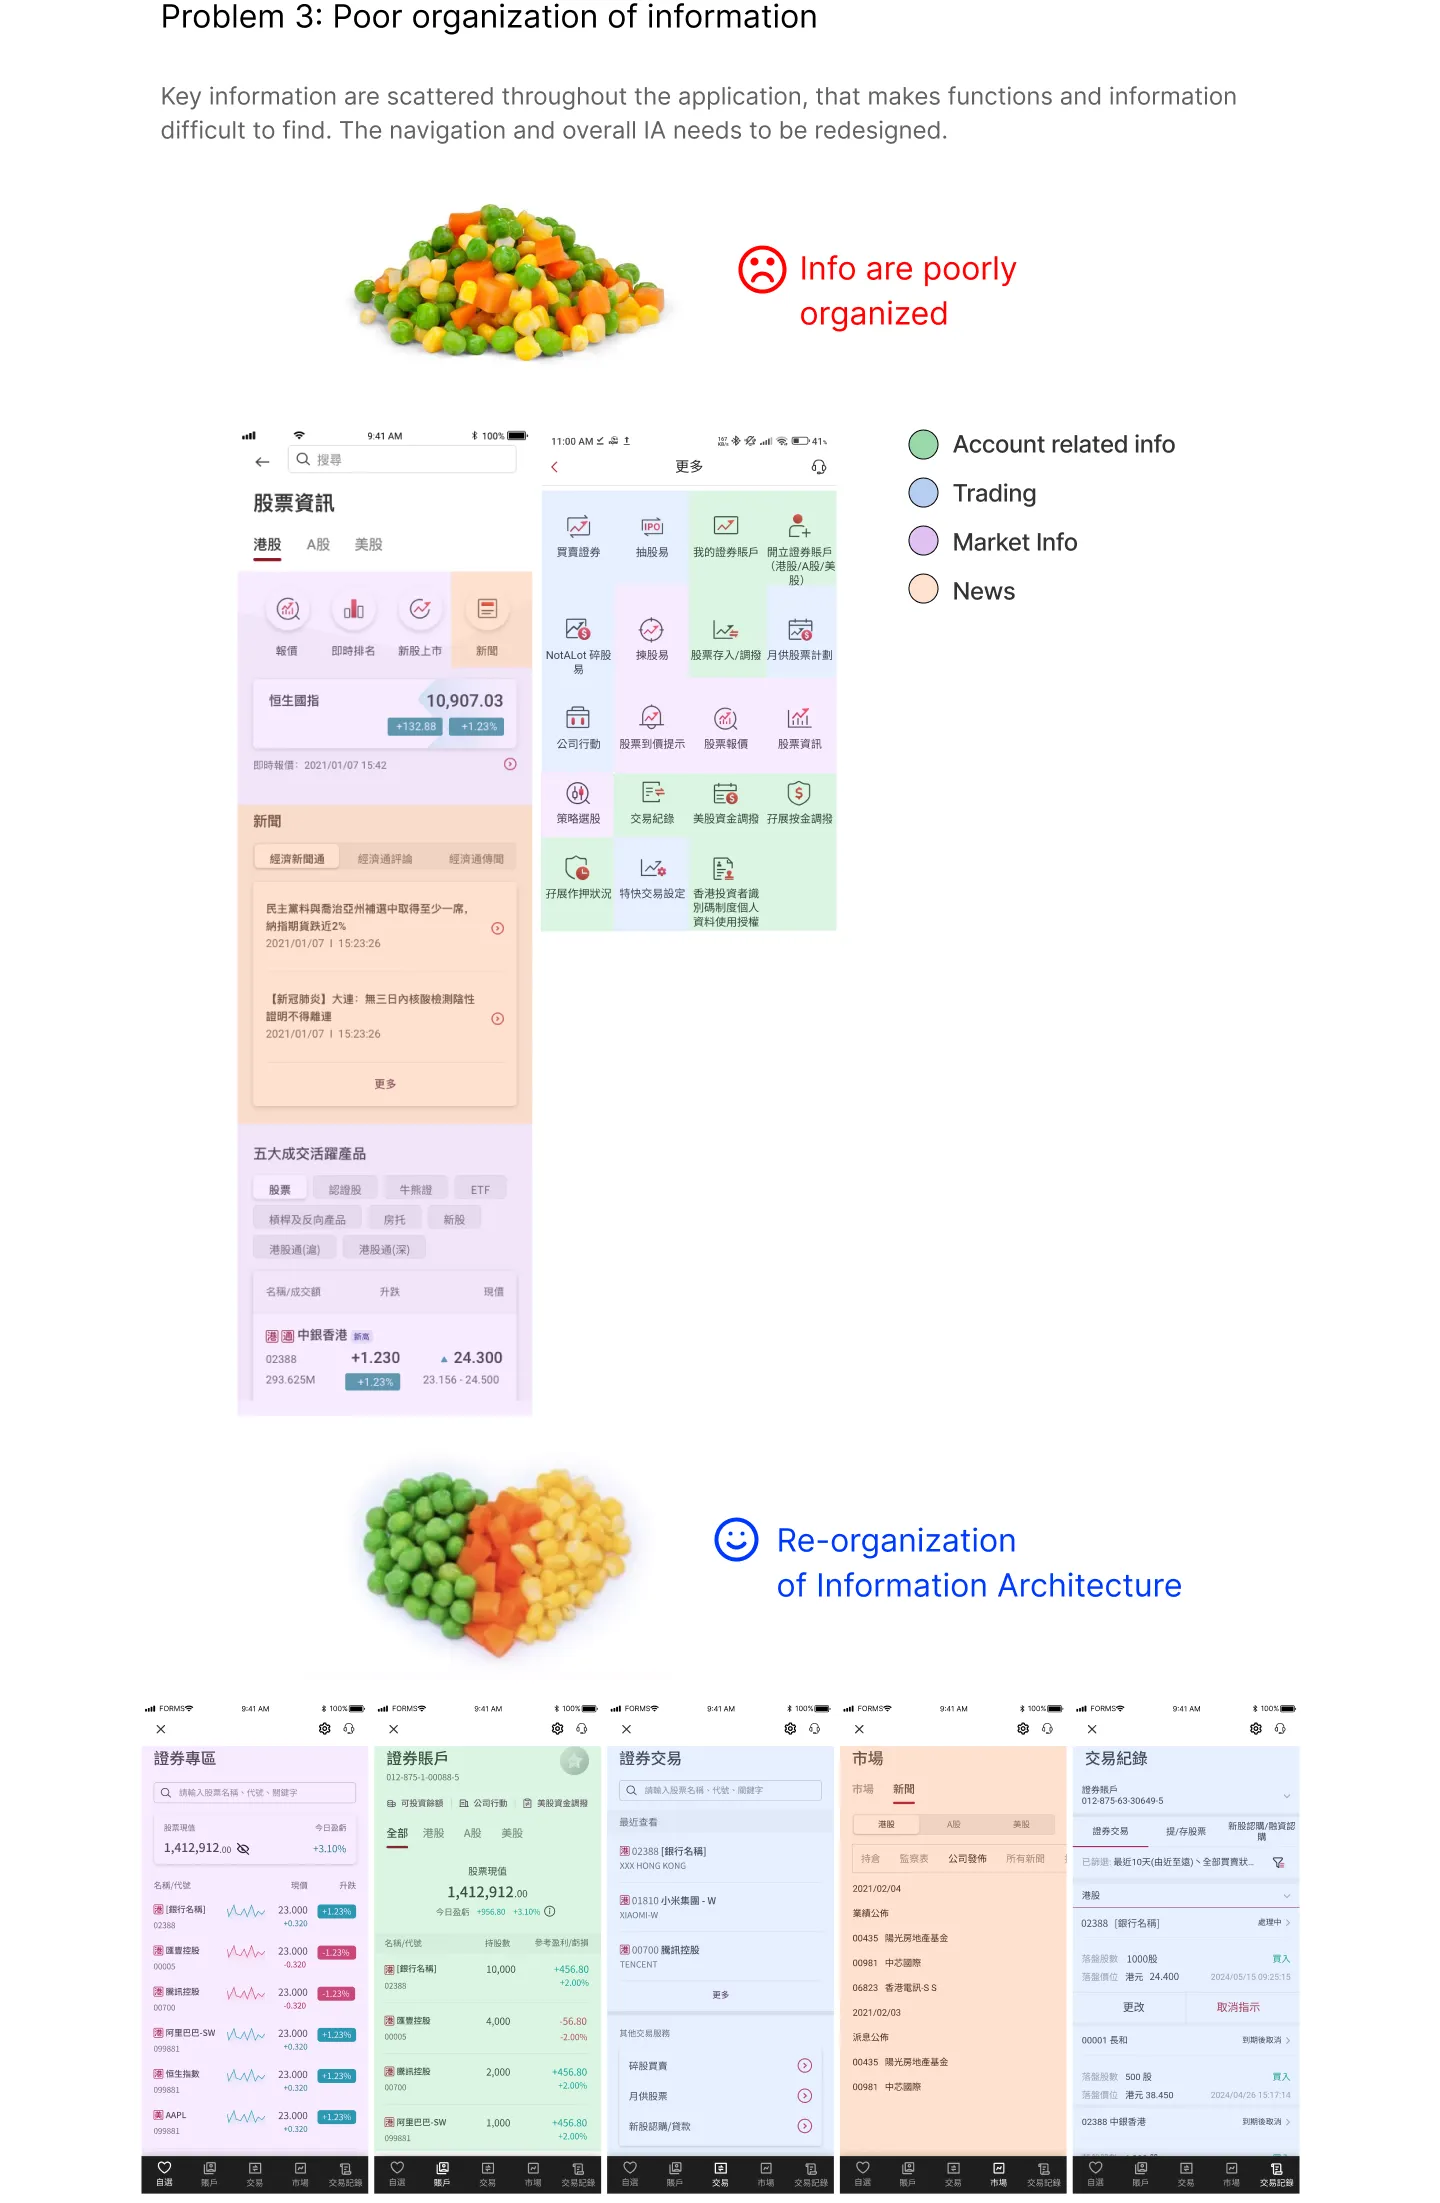 Problem 3: Poor organization of information
Key information are scattered throughout the application, that makes functions and information
difficult to find. The navigation and overall IA needs to be redesigned.
Info are poorly
organized
9:41 AM
100%
搜尋
股票資訊
港股 A股 美股
報價 即時排名 新股上市 新聞
恒生國指 10,907.03
+132.88 +1.23%
即時報價：2021/01/07 15:42
新聞
經濟新聞通 經濟通評論 經濟通傳聞
民主黨料與喬治亞州補選中取得至少一席，
納指期貨跌近2%
2021/01/07 | 15:23:26
【新冠肺炎】大連：無三日內核酸檢測陰性
證明不得離連
2021/01/07 | 15:23:26
更多
五大成交活躍產品
股票 認證股 牛熊證 ETF
槓桿及反向產品 房托 新股
港股通(滬) 港股通(深)
名稱/成交額 升跌 現價
港 通 中銀香港 新高
02388 +1.230 ▲ 24.300
293.625M +1.23% 23.156 - 24.500
11:00 AM
41%
更多
買賣證券 抽股易 我的證券賬戶 開立證券賬戶
（港股/A股/美
股）
IPO
NotALot 碎股
易
揀股易 股票存入/調撥 月供股票計劃
公司行動 股票到價提示 股票報價 股票資訊
策略選股 交易紀錄 美股資金調撥 孖展按金調撥
孖展作押狀況 特快交易設定 香港投資者識
別碼制度個人
資料使用授權
Account related info
Trading
Market Info
News
Re-organization
of Information Architecture
FORMS 9:41 AM 100%
證券專區
請輸入股票名稱、代號、關鍵字
股票現值 今日盈虧
1,412,912.00 +3.10%
名稱/代號 現價 升跌
港 [銀行名稱] 23.000 +1.23%
02388 +0.320
港 匯豐控股 23.000 -1.23%
00005 -0.320
港 騰訊控股 23.000 -1.23%
00700 -0.320
港 阿里巴巴-SW 23.000 +1.23%
099881 +0.320
港 恒生指數 23.000 +1.23%
099881 +0.320
美 AAPL 23.000 +1.23%
099881 +0.320
自選 賬戶 交易 市場 交易記錄
FORMS 9:41 AM 100%
證券賬戶
012-875-1-00088-5
可投資餘額 公司行動 美股資金調撥
全部 港股 A股 美股
股票現值
1,412,912.00
今日盈虧 +956.80 +3.10%
名稱/代號 持股數 參考盈利/虧損
港 [銀行名稱] 10,000 +456.80
02388 +2.00%
港 匯豐控股 4,000 -56.80
00005 -2.00%
港 騰訊控股 2,000 +456.80
00700 +2.00%
港 阿里巴巴-SW 1,000 +456.80
099881 +2.00%
自選 賬戶 交易 市場 交易記錄
FORMS 9:41 AM 100%
證券交易
請輸入股票名稱、代號、關鍵字
最近查看
港 02388 [銀行名稱]
XXX HONG KONG
港 01810 小米集團 - W
XIAOMI-W
港 00700 騰訊控股
TENCENT
更多
其他交易服務
碎股買賣
月供股票
新股認購/貸款
自選 賬戶 交易 市場 交易記錄
FORMS 9:41 AM 100%
市場
市場 新聞
港股 A股 美股
持倉 監察表 公司發佈 所有新聞
2021/02/04
業績公佈
00435 陽光房地產基金
00981 中芯國際
06823 香港電訊-S S
2021/02/03
派息公佈
00435 陽光房地產基金
00981 中芯國際
自選 賬戶 交易 市場 交易記錄
FORMS 9:41 AM 100%
交易紀錄
證券賬戶
012-875-63-30649-5
證券交易 提/存股票 新股認購/融資認
購
已篩選: 最近10天(由近至遠)、全部買賣狀...
港股
02388 [銀行名稱] 處理中
落盤股數 1000股 買入
落盤價位 港元 24.400 2024/05/15 09:25:15
更改 取消指示
00001 長和 到期後取消
落盤股數 500 股 買入
落盤價位 港元 38.450 2024/04/26 15:17:14
02388 中銀香港 到期後取消
自選 賬戶 交易 市場 交易記錄